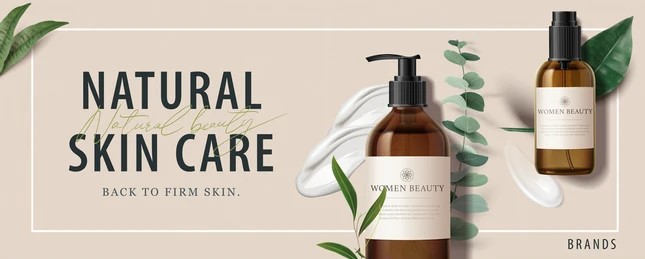 NATURAL
Natural beauty
SKIN CARE
BACK TO FIRM SKIN.
WOMEN BEAUTY
WOMEN BEAUTY
BRANDS